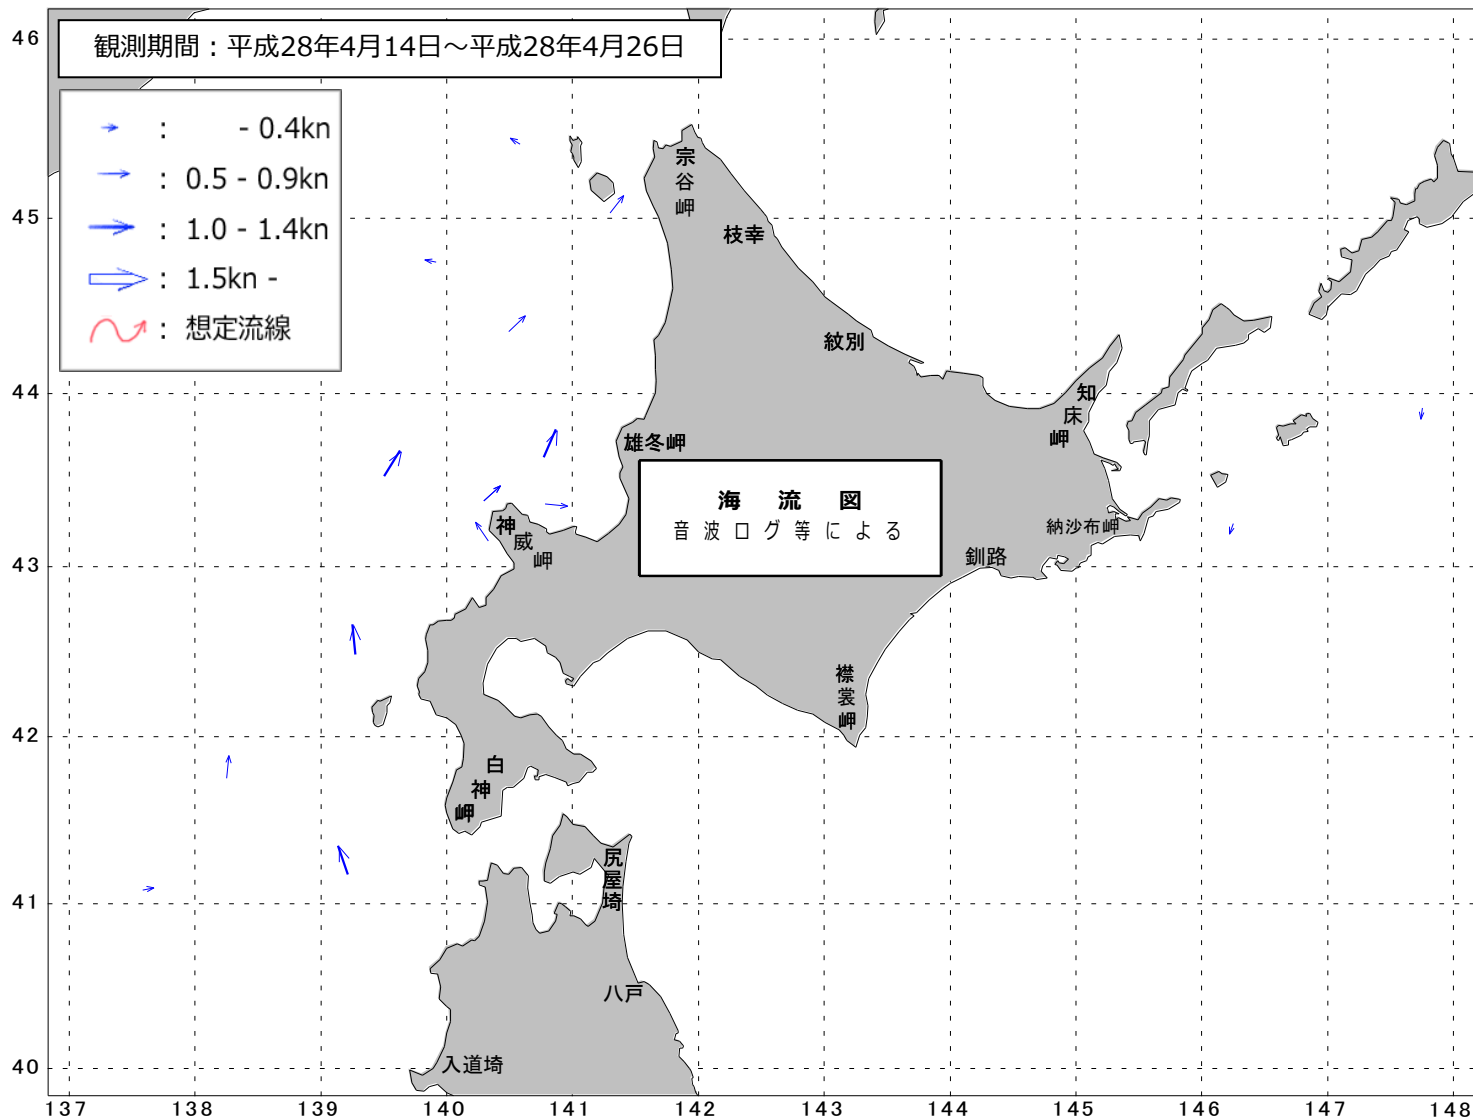 観測期間：平成28年4月14日～平成28年4月26日
： - 0.4kn
： 0.5 - 0.9kn
： 1.0 - 1.4kn
： 1.5kn -
： 想定流線
46
45
44
43
42
41
40
宗谷岬
枝幸
紋別
知床岬
雄冬岬
海 流 図
音 波 ロ グ 等 に よ る
神威岬
納沙布岬
釧路
襟裳岬
白神岬
尻屋埼
八戸
入道埼
137 138 139 140 141 142 143 144 145 146 147 148